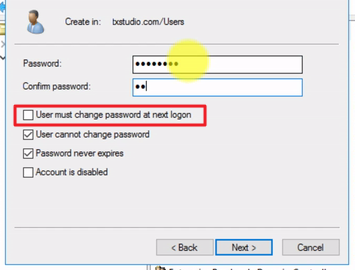 Create in: txstudio.com/Users
Password:
••••••••
Confirm password:
••
User must change password at next logon
User cannot change password
Password never expires
Account is disabled
< Back Next > Cancel